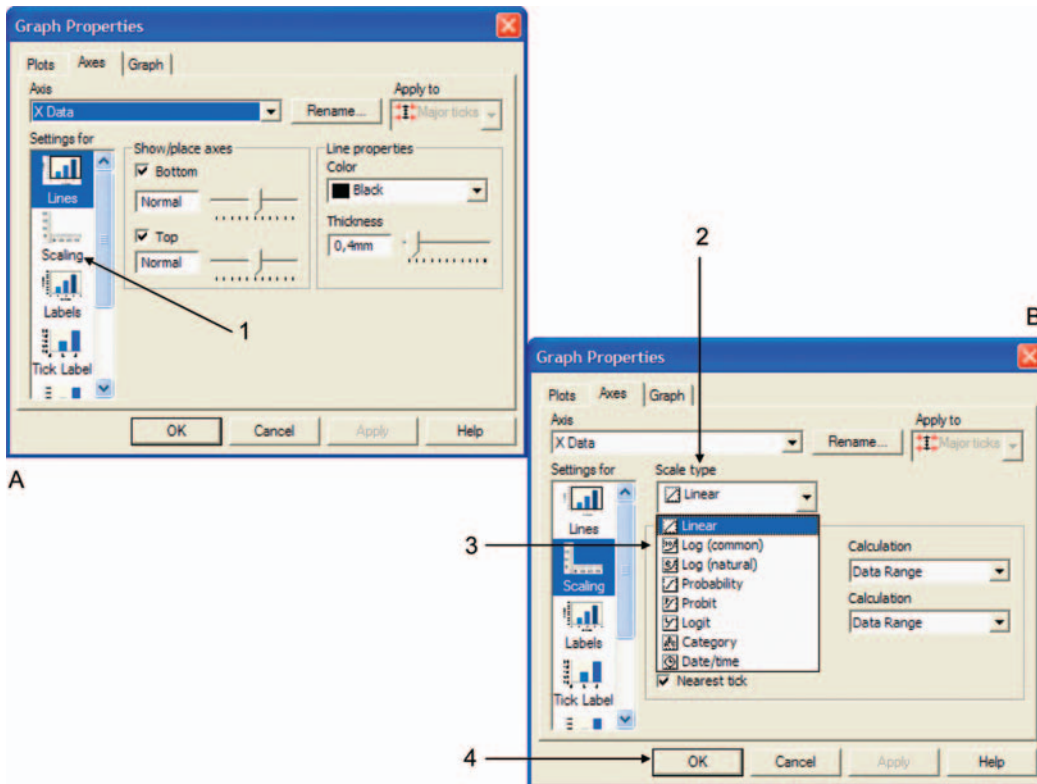 Graph Properties
Plots Axes Graph
Axis Apply to
X Data Rename... Major ticks
Settings for Show/place axes Line properties
Bottom Color
Lines Normal Black
Top Thickness
Scaling Normal 0,4mm
Labels
1
Tick Label
OK Cancel Apply Help
A
2
B
Graph Properties
Plots Axes Graph
Axis Apply to
X Data Rename... Major ticks
Settings for Scale type
Linear
Lines Linear
3 Log (common) Calculation
Log (natural) Data Range
Scaling Probability Calculation
Probit Data Range
Logit
Labels Category
Date/time
Nearest tick
Tick Label
4 OK Cancel Apply Help